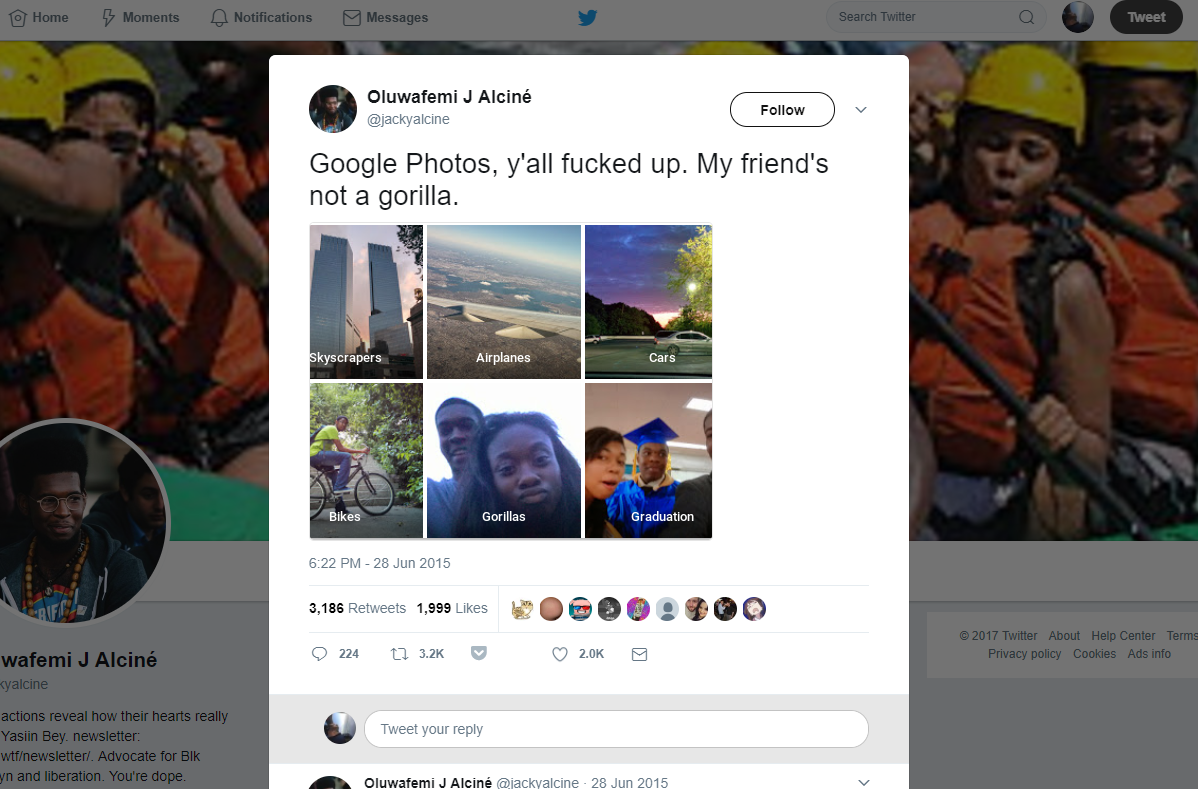 Home Moments Notifications Messages Search Twitter Tweet
Oluwafemi J Alciné
@jackyalcine
Follow
Google Photos, y'all fucked up. My friend's
not a gorilla.
Skyscrapers Airplanes Cars
Bikes Gorillas Graduation
6:22 PM - 28 Jun 2015
3,186 Retweets 1,999 Likes
224 3.2K 2.0K
Tweet your reply
Oluwafemi J Alciné @jackyalcine · 28 Jun 2015
wafemi J Alciné
kyalcine
actions reveal how their hearts really
Yasiin Bey. newsletter:
wtf/newsletter/. Advocate for Blk
yn and liberation. You're dope.
© 2017 Twitter About Help Center Terms
Privacy policy Cookies Ads info